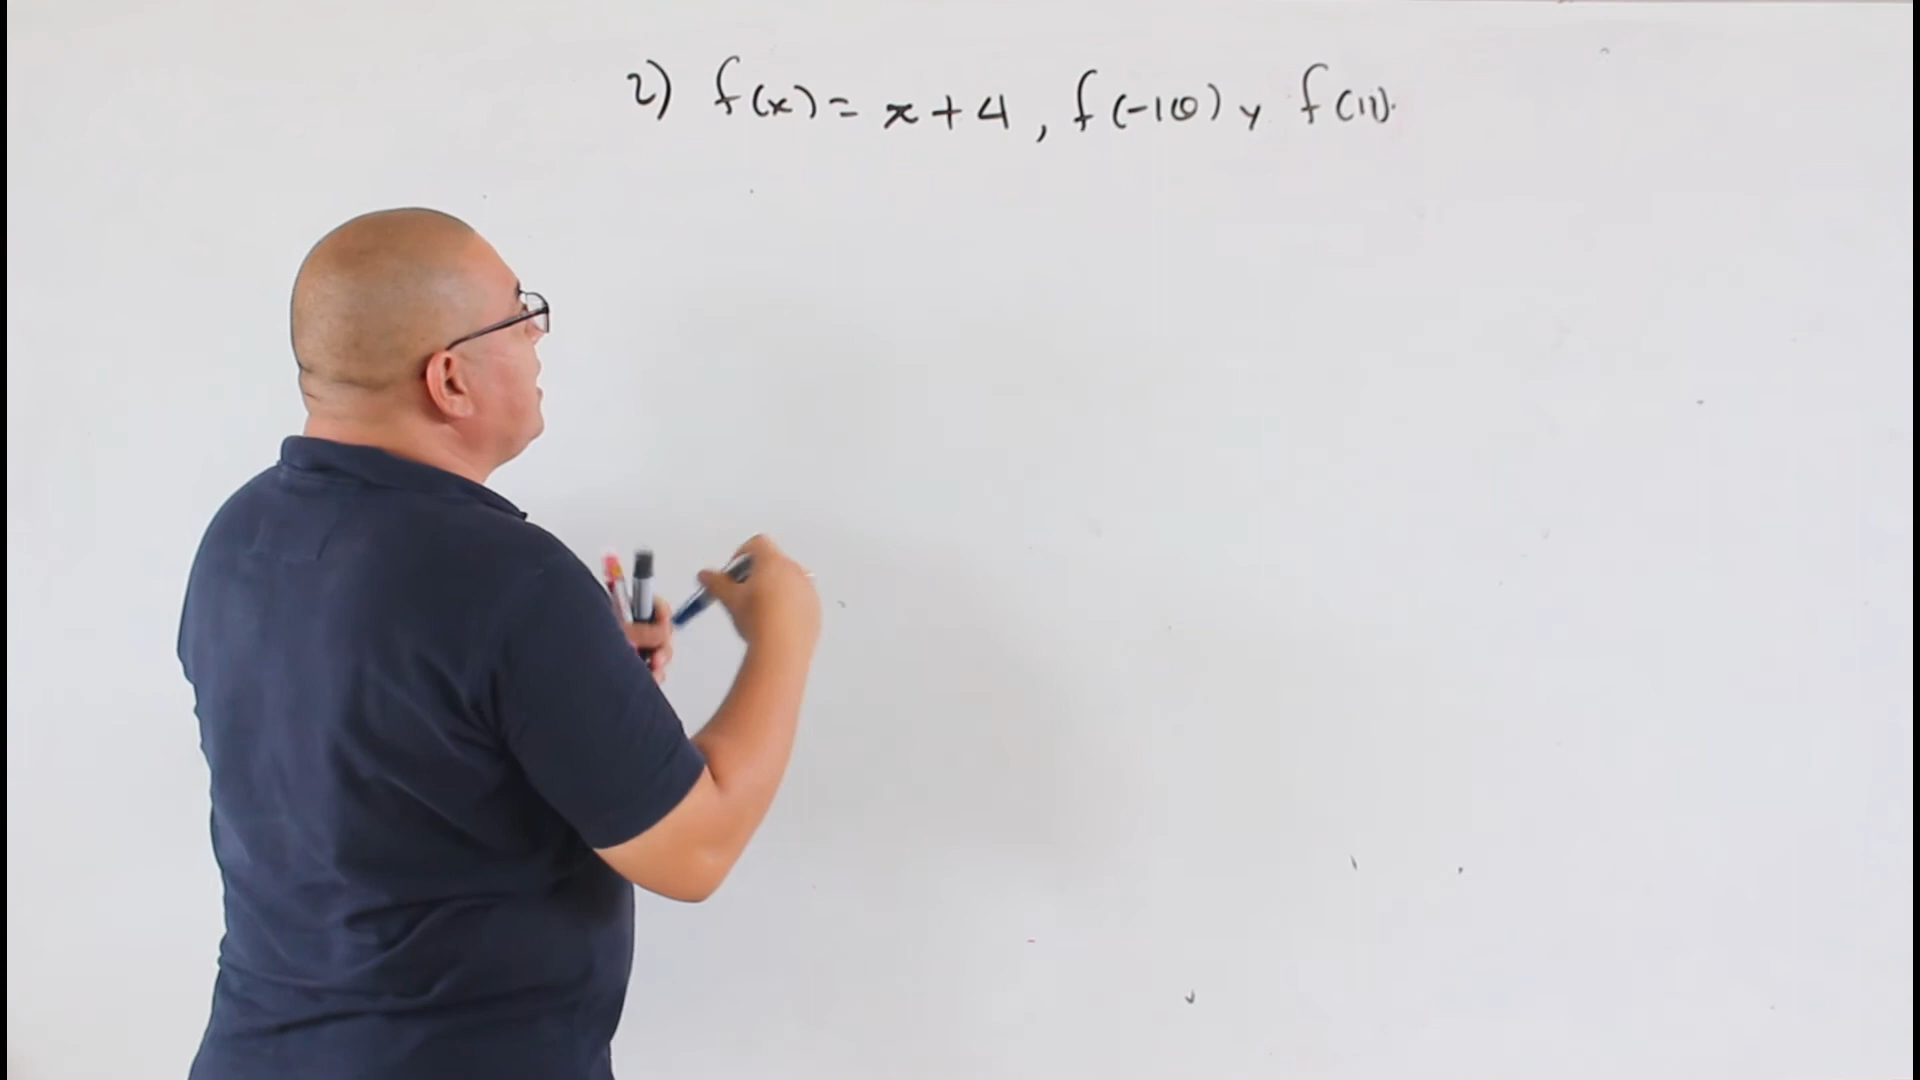 2) f(x) = x + 4 , f(-10) y f(11).